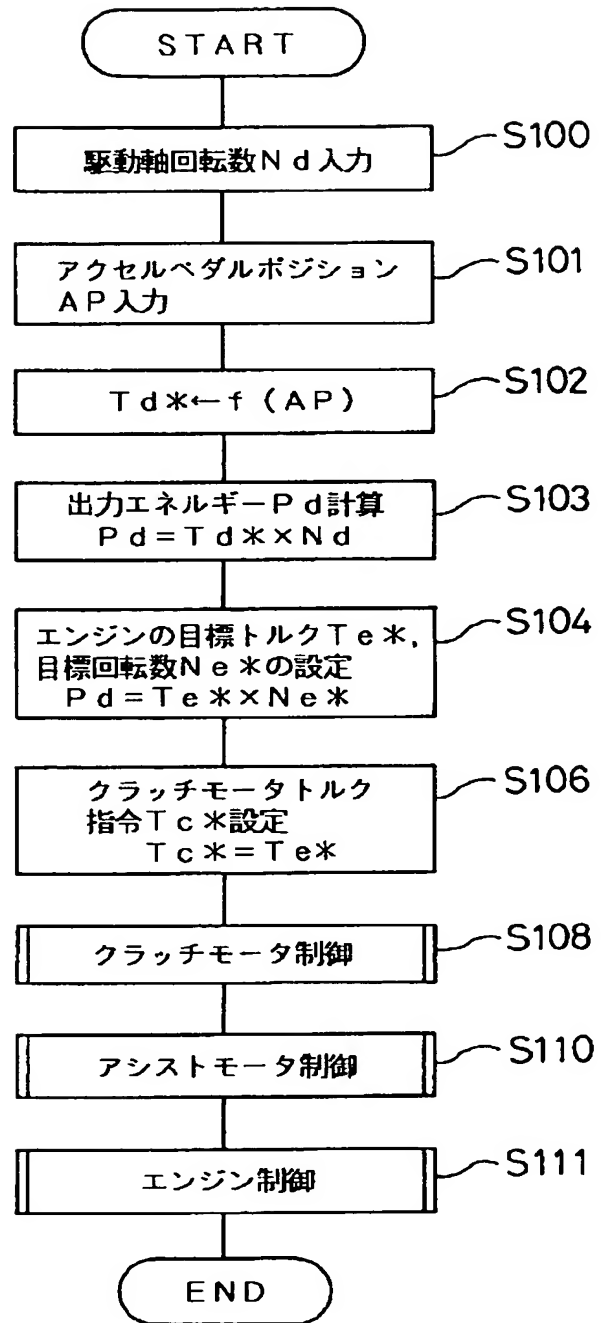 START
駆動軸回転数Nd入力
S100
アクセルペダルポジション
AP入力
S101
Td*←f(AP)
S102
出力エネルギーPd計算
Pd=Td*×Nd
S103
エンジンの目標トルクTe*,
目標回転数Ne*の設定
Pd=Te*×Ne*
S104
クラッチモータトルク
指令Tc*設定
Tc*=Te*
S106
クラッチモータ制御
S108
アシストモータ制御
S110
エンジン制御
S111
END